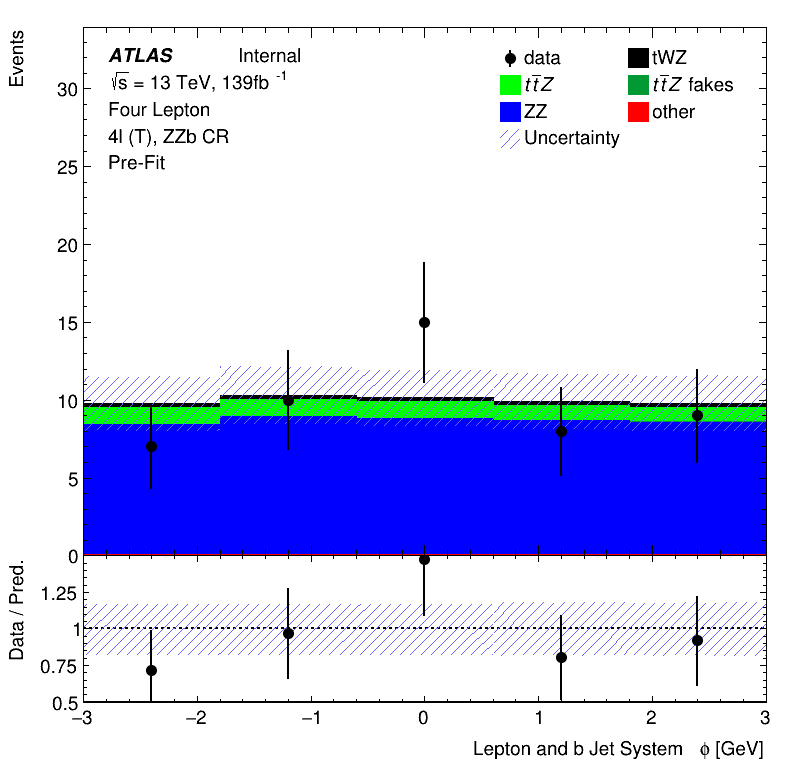 Events
ATLAS Internal
√s = 13 TeV, 139fb⁻¹
Four Lepton
4l (T), ZZb CR
Pre-Fit
data
tWZ
tt̄Z
tt̄Z fakes
ZZ
other
Uncertainty
30
25
20
15
10
5
0
Data / Pred.
1.25
1
0.75
0.5
−3 −2 −1 0 1 2 3
Lepton and b Jet System ϕ [GeV]